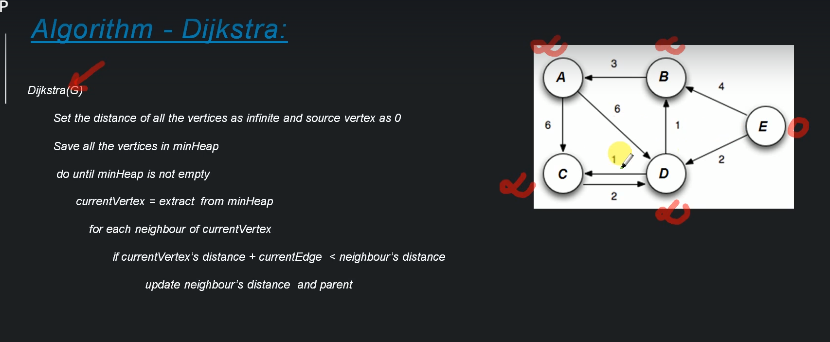 P
Algorithm - Dijkstra:
Dijkstra(G)
Set the distance of all the vertices as infinite and source vertex as 0
Save all the vertices in minHeap
do until minHeap is not empty
currentVertex = extract from minHeap
for each neighbour of currentVertex
if currentVertex's distance + currentEdge < neighbour's distance
update neighbour's distance and parent
∝ ∝
3
A B
4
6
6 1 E 0
1 2
∝ C D
2
∝